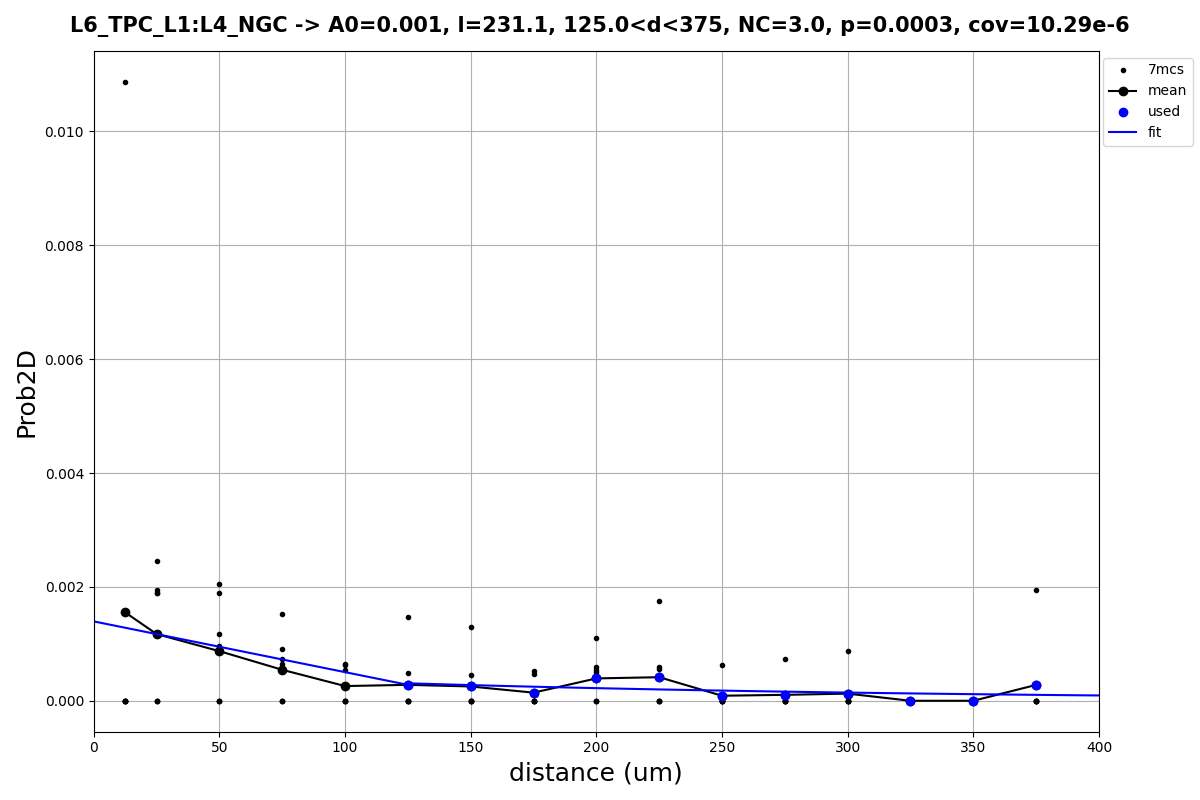 L6_TPC_L1:L4_NGC -> A0=0.001, l=231.1, 125.0<d<375, NC=3.0, p=0.0003, cov=10.29e-6
7mcs
mean
used
fit
0.010
0.008
0.006
0.004
0.002
0.000
Prob2D
0 50 100 150 200 250 300 350 400
distance (um)